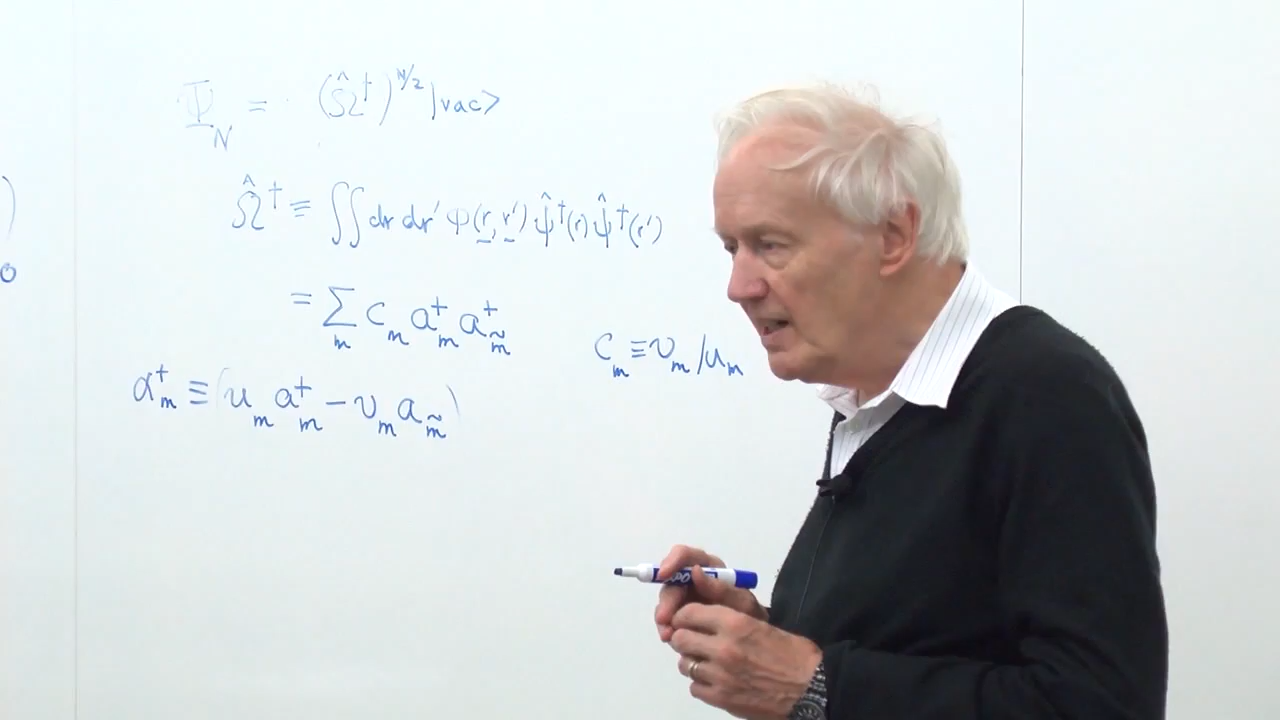 )
o
Ψ_N = (Ω̂†)^{N/2} |vac>
Ω̂† ≡ ∬ dr dr′ φ(r, r′) ψ̂†(r) ψ̂†(r′)
= Σ_m c_m a†_m a†_m̃
c_m ≡ v_m / u_m
α†_m ≡ (u_m a†_m − v_m a_m̃)